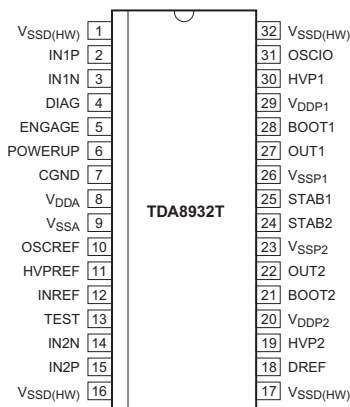 VSSD(HW) 1 32 VSSD(HW)
IN1P 2 31 OSCIO
IN1N 3 30 HVP1
DIAG 4 29 VDDP1
ENGAGE 5 28 BOOT1
POWERUP 6 27 OUT1
CGND 7 26 VSSP1
VDDA 8 25 STAB1
TDA8932T
VSSA 9 24 STAB2
OSCREF 10 23 VSSP2
HVPREF 11 22 OUT2
INREF 12 21 BOOT2
TEST 13 20 VDDP2
IN2N 14 19 HVP2
IN2P 15 18 DREF
VSSD(HW) 16 17 VSSD(HW)